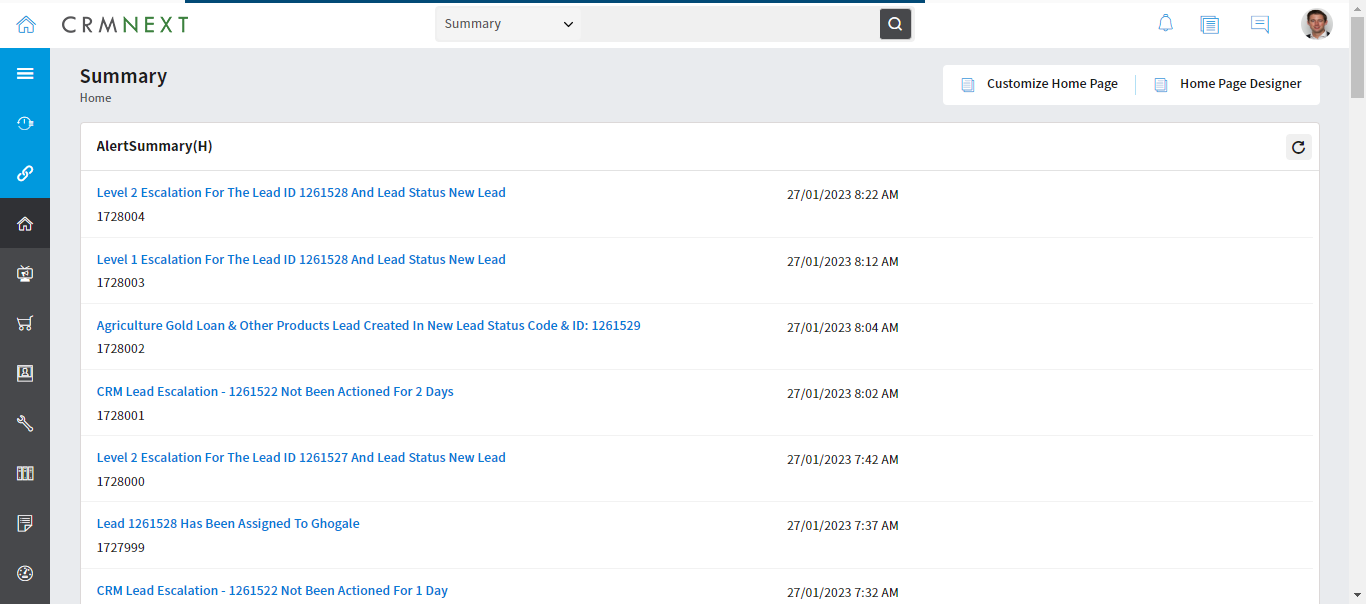 CRMNEXT
Summary
Summary
Home
Customize Home Page
Home Page Designer
AlertSummary(H)
Level 2 Escalation For The Lead ID 1261528 And Lead Status New Lead
27/01/2023 8:22 AM
1728004
Level 1 Escalation For The Lead ID 1261528 And Lead Status New Lead
27/01/2023 8:12 AM
1728003
Agriculture Gold Loan & Other Products Lead Created In New Lead Status Code & ID: 1261529
27/01/2023 8:04 AM
1728002
CRM Lead Escalation - 1261522 Not Been Actioned For 2 Days
27/01/2023 8:02 AM
1728001
Level 2 Escalation For The Lead ID 1261527 And Lead Status New Lead
27/01/2023 7:42 AM
1728000
Lead 1261528 Has Been Assigned To Ghogale
27/01/2023 7:37 AM
1727999
CRM Lead Escalation - 1261522 Not Been Actioned For 1 Day
27/01/2023 7:32 AM